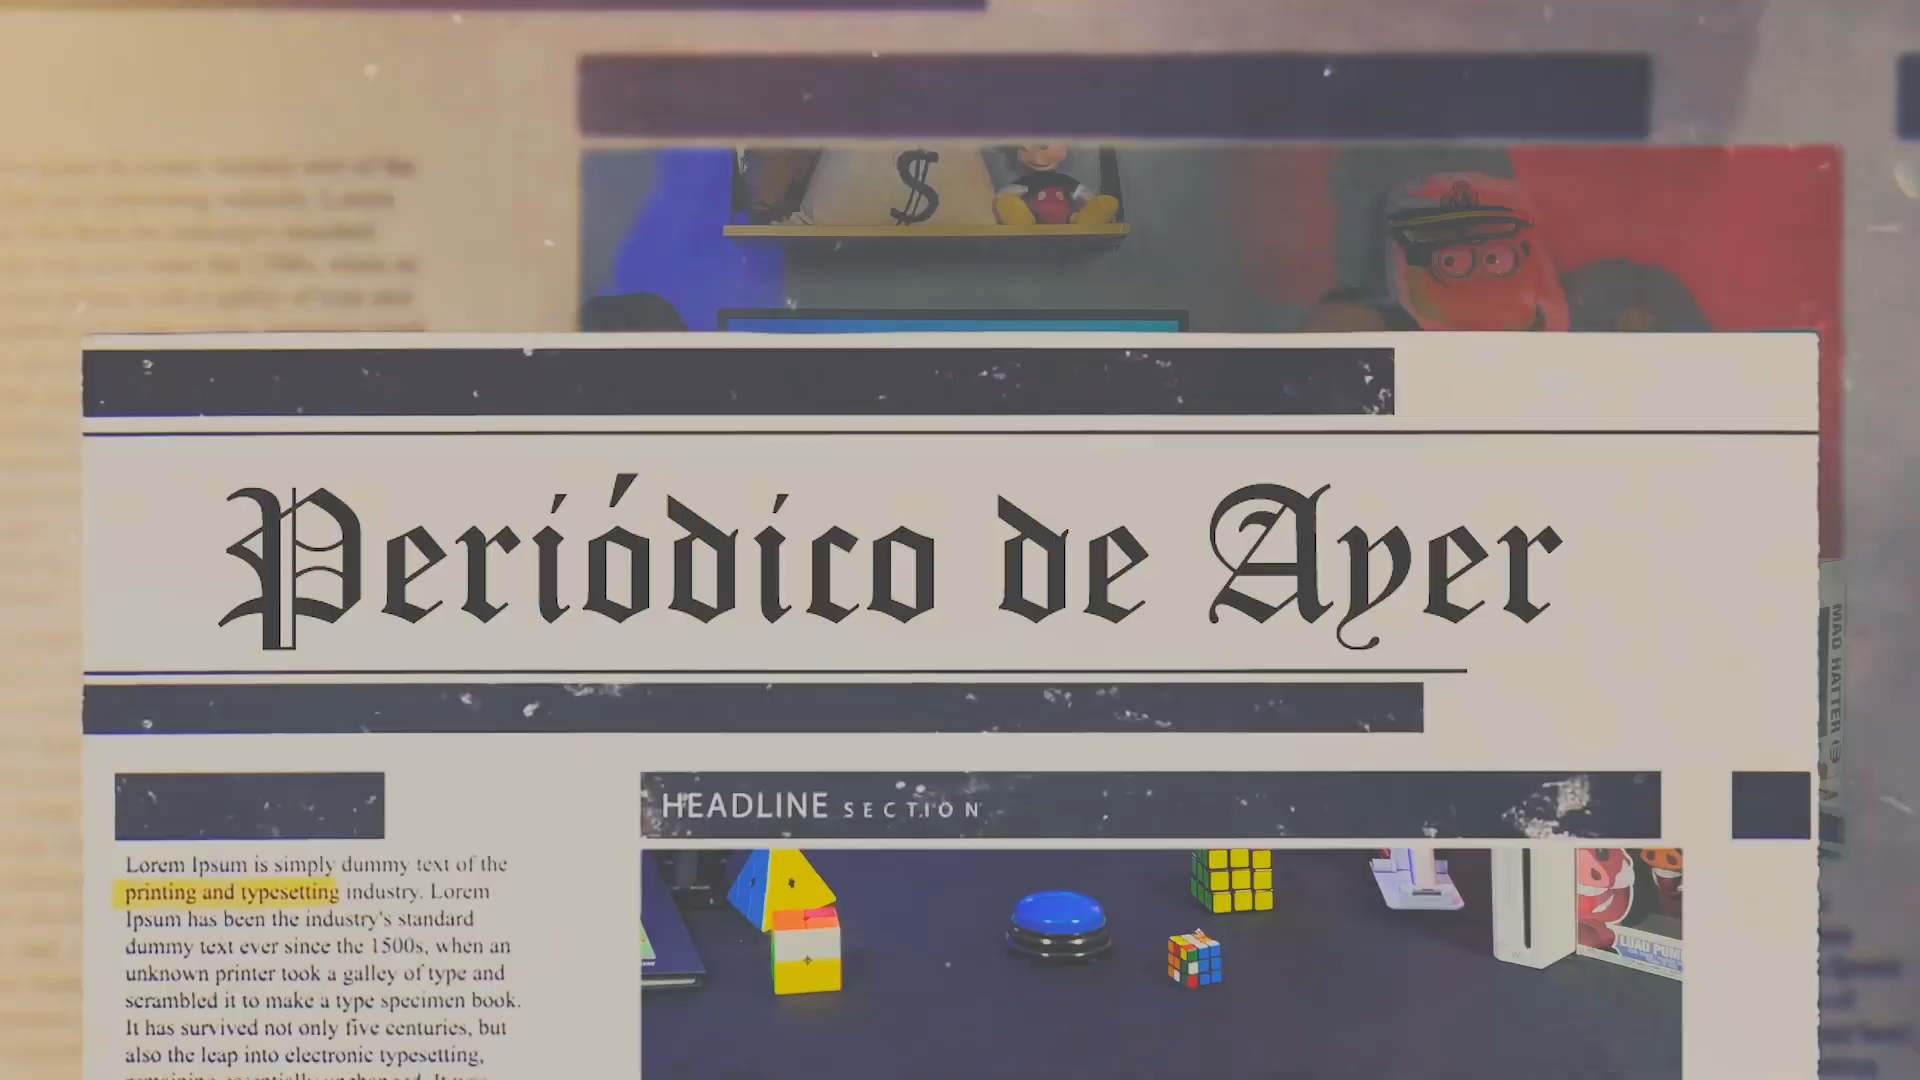 $
Periódico de Ayer
MAD HATTER
HEADLINE SECTION
Lorem Ipsum is simply dummy text of the
printing and typesetting industry. Lorem
Ipsum has been the industry's standard
dummy text ever since the 1500s, when an
unknown printer took a galley of type and
scrambled it to make a type specimen book.
It has survived not only five centuries, but
also the leap into electronic typesetting,